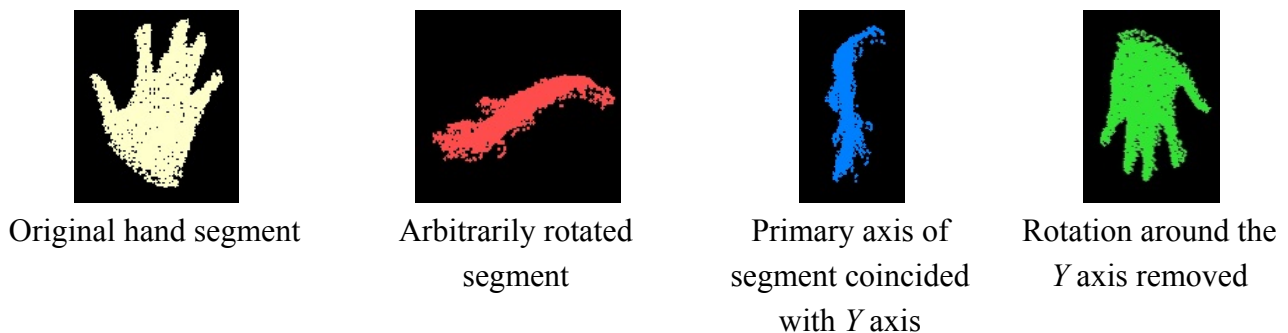 Original hand segment
Arbitrarily rotated
segment
Primary axis of
segment coincided
with Y axis
Rotation around the
Y axis removed